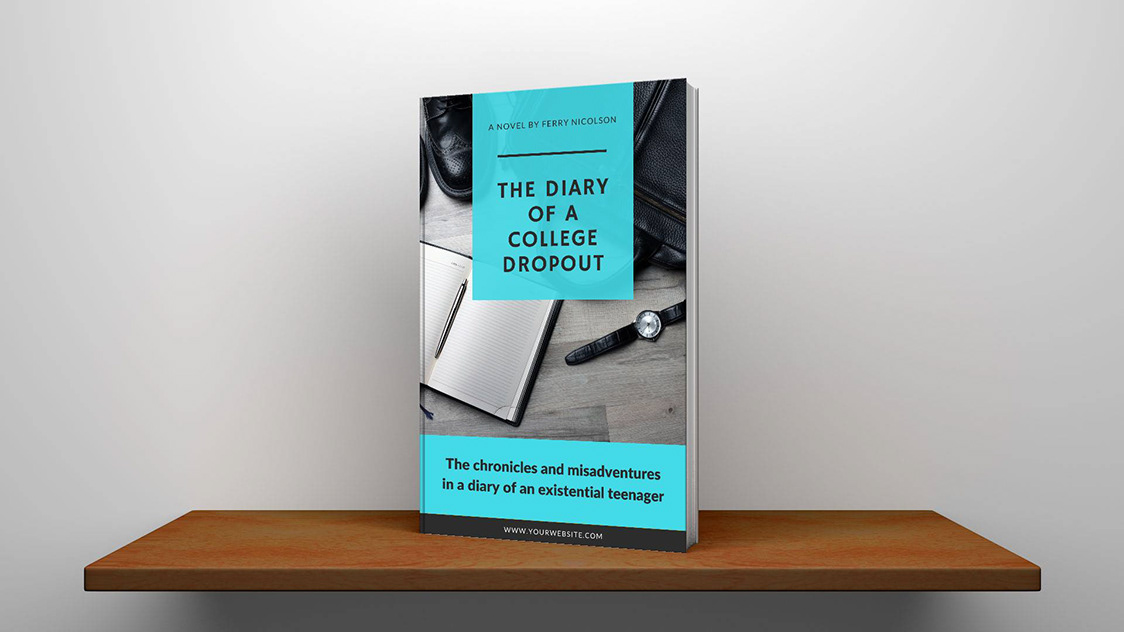 A NOVEL BY FERRY NICOLSON
THE DIARY
OF A
COLLEGE
DROPOUT
The chronicles and misadventures
in a diary of an existential teenager
WWW.YOURWEBSITE.COM